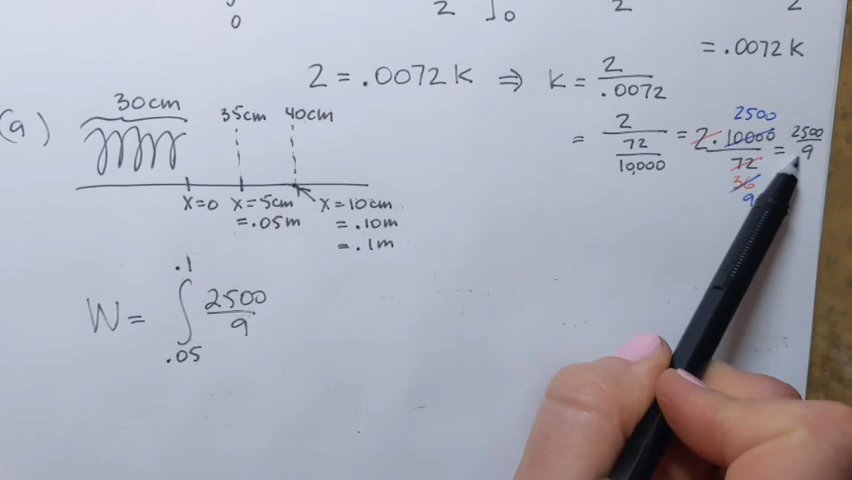 0
2 ]0 2 2
= .0072 K
2 = .0072 K ⇒ K = 2/.0072
= 2/(72/10,000) = 2·10000/72 = 2500/9
2500
36
9
(a) 30cm 35cm 40cm
x=0 x=5cm x=10cm
=.05m = .10m
= .1m
W = ∫.05^.1 2500/9